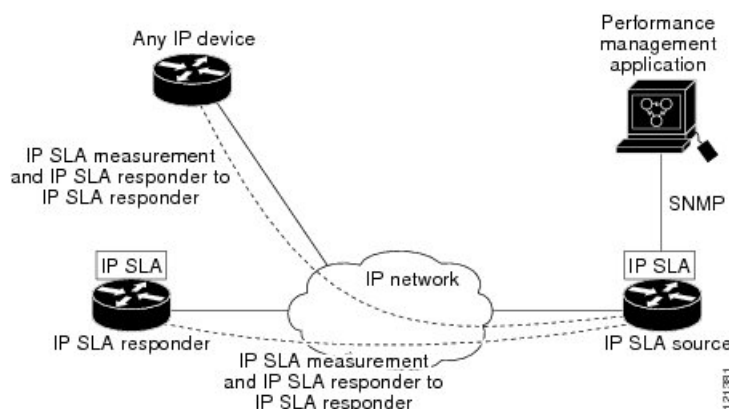 Any IP device
Performance
management
application
IP SLA measurement
and IP SLA responder to
IP SLA responder
SNMP
IP SLA
IP network
IP SLA
IP SLA responder
IP SLA source
IP SLA measurement
and IP SLA responder to
IP SLA responder
121381